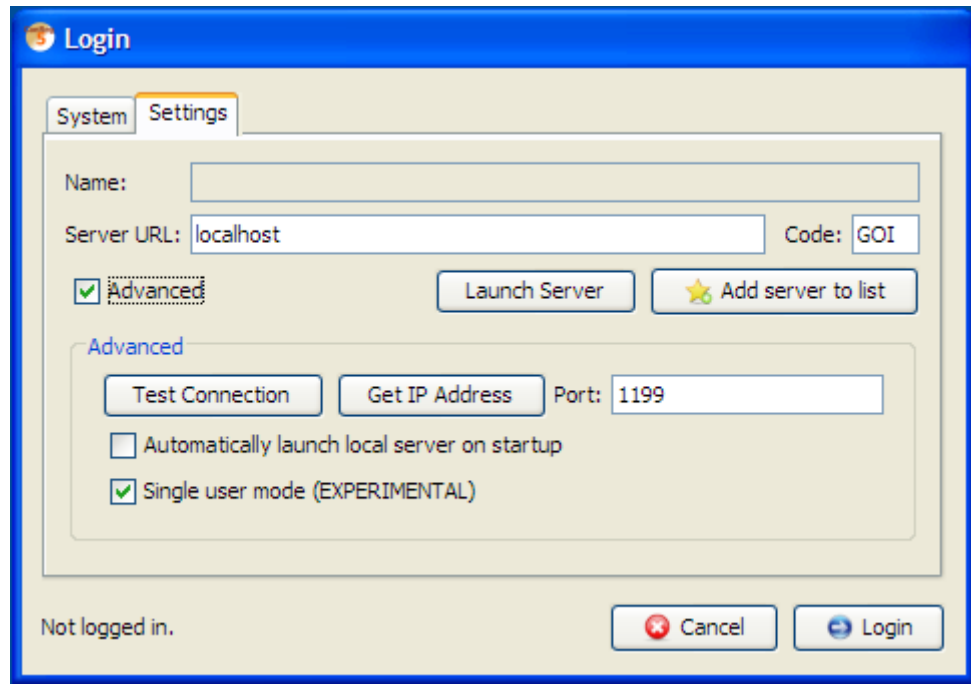 Login
System Settings
Name:
Server URL: localhost Code: GOI
Advanced Launch Server Add server to list
Advanced
Test Connection Get IP Address Port: 1199
Automatically launch local server on startup
Single user mode (EXPERIMENTAL)
Not logged in. Cancel Login